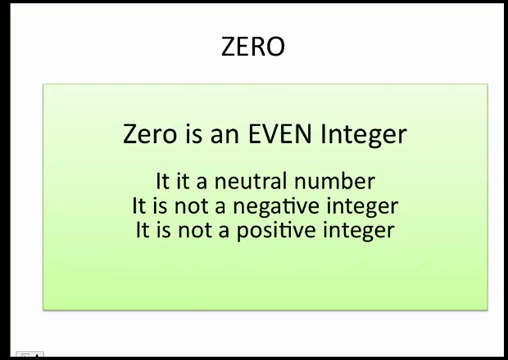 ZERO
Zero is an EVEN Integer
It it a neutral number
It is not a negative integer
It is not a positive integer